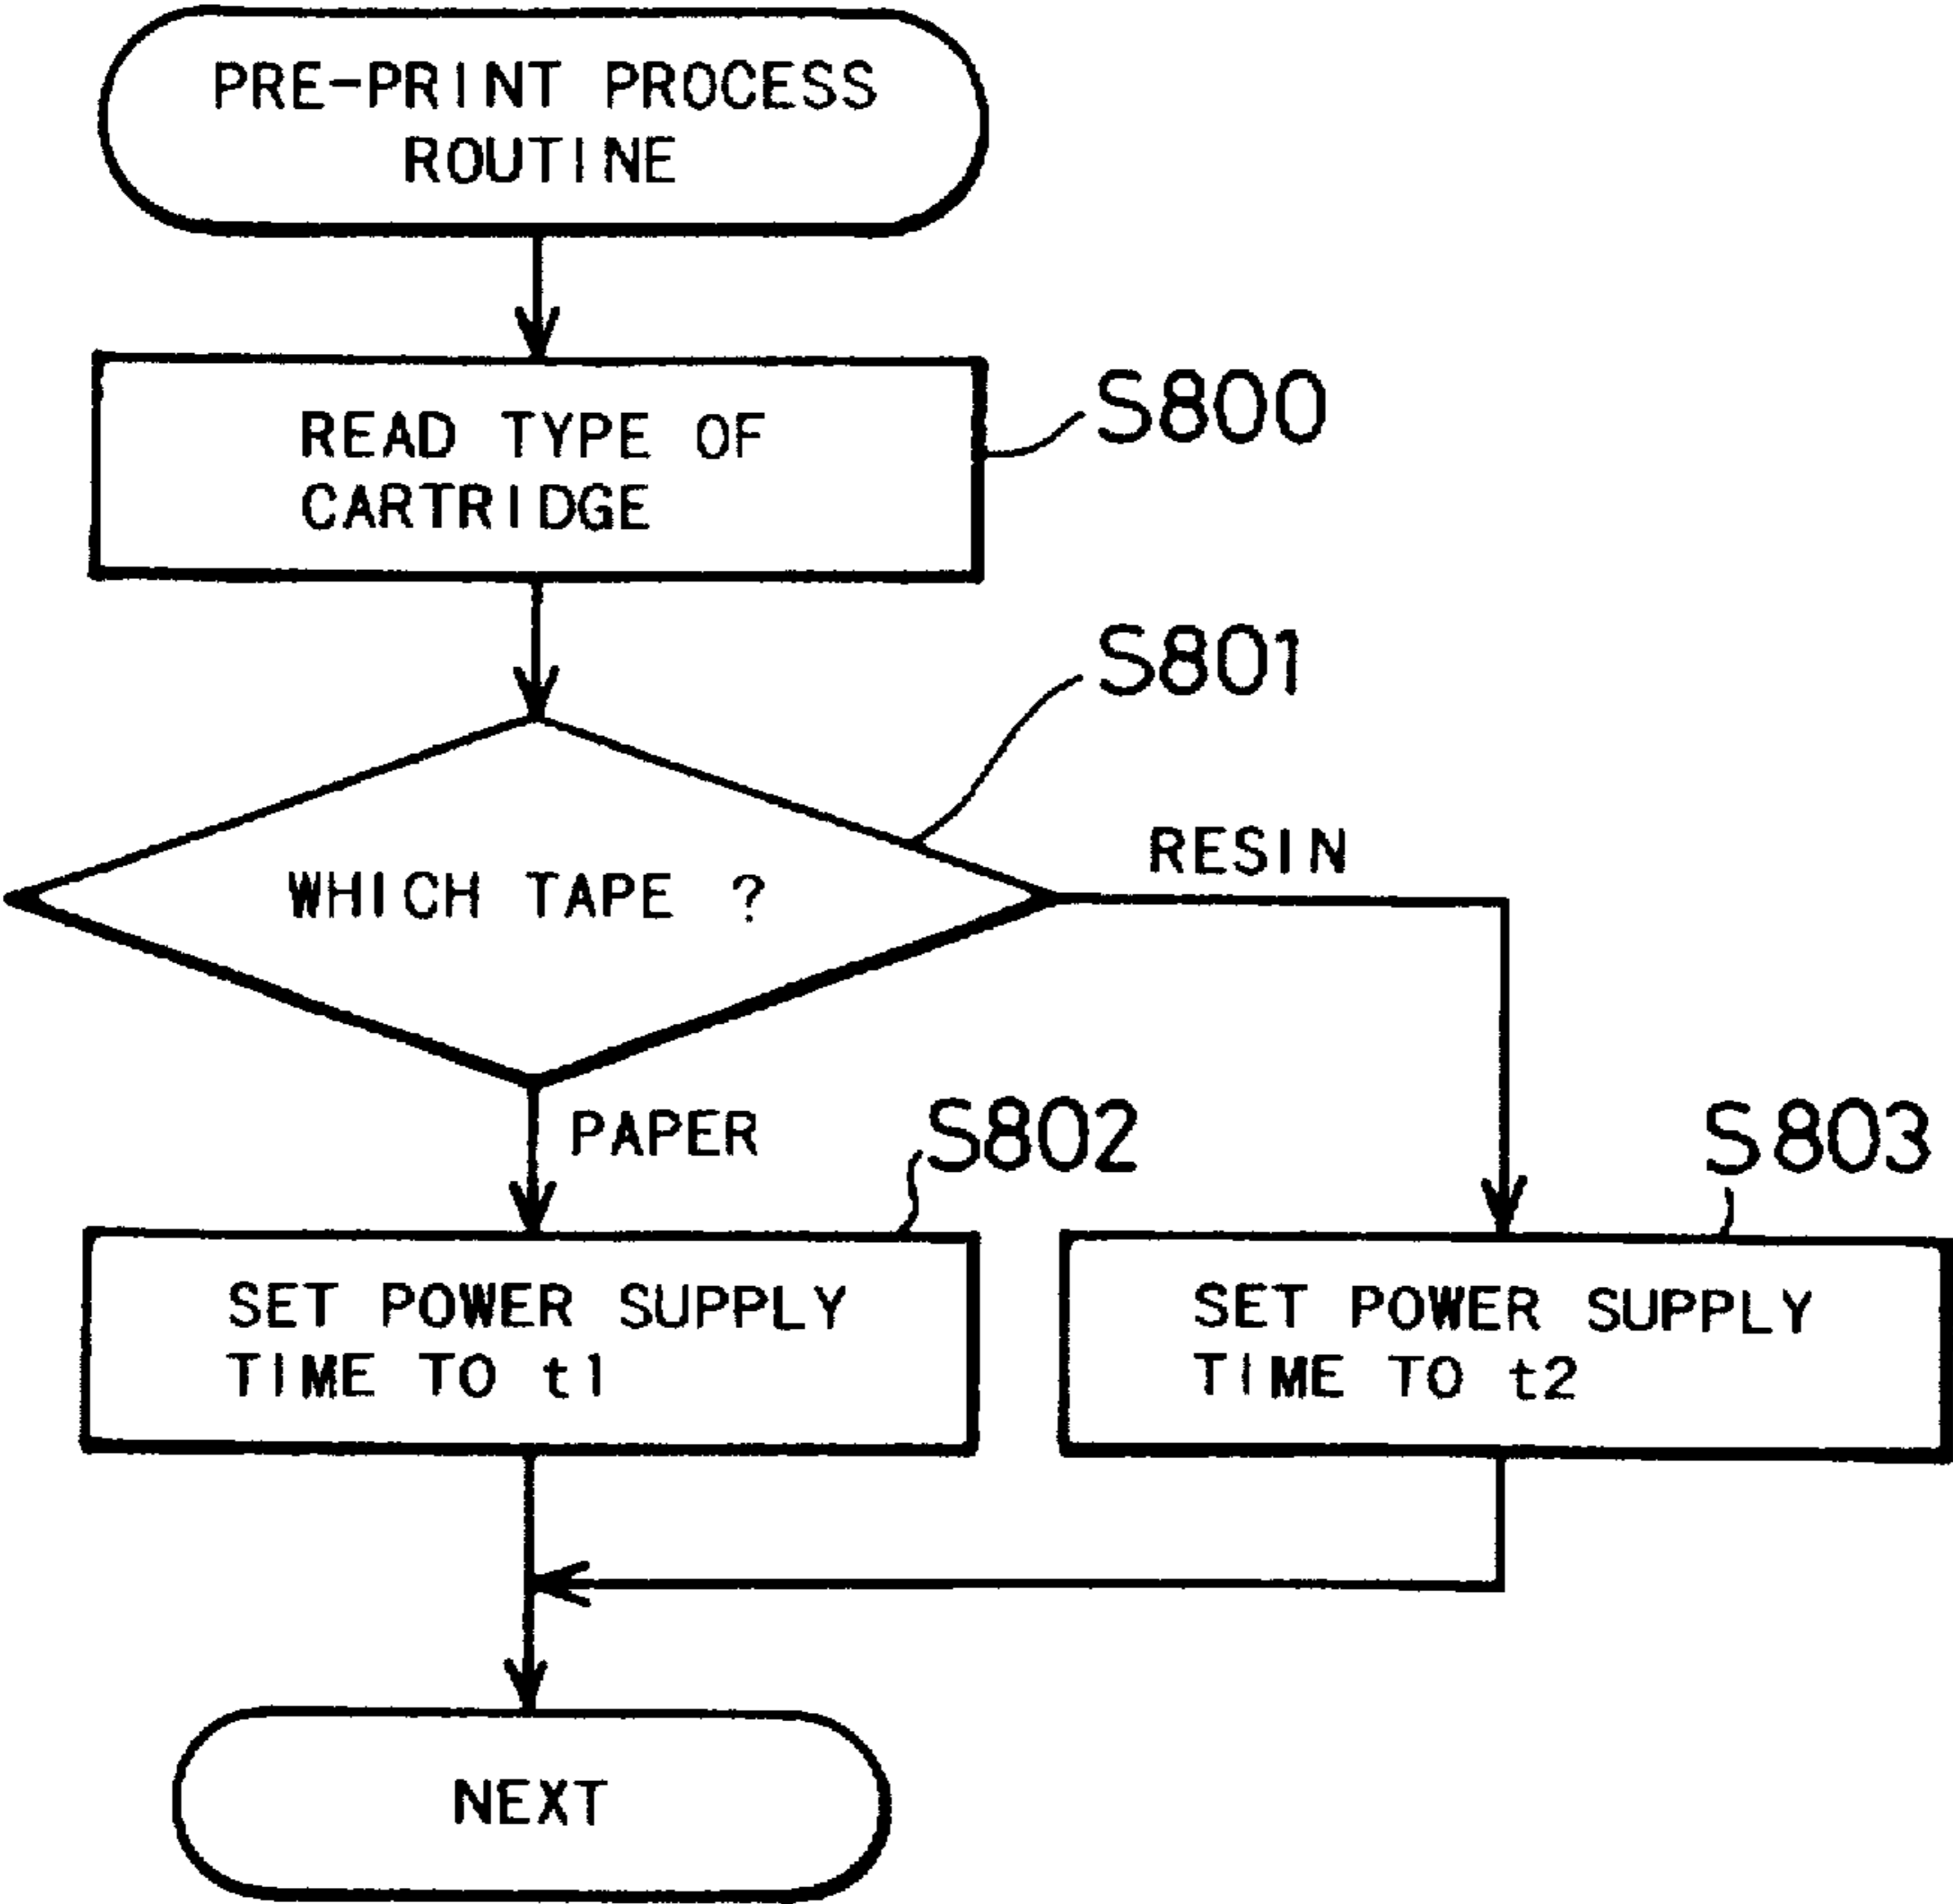 PRE-PRINT PROCESS
ROUTINE
READ TYPE OF
CARTRIDGE
S800
S801
WHICH TAPE ?
RESIN
PAPER
S802
S803
SET POWER SUPPLY
TIME TO t1
SET POWER SUPPLY
TIME TO t2
NEXT